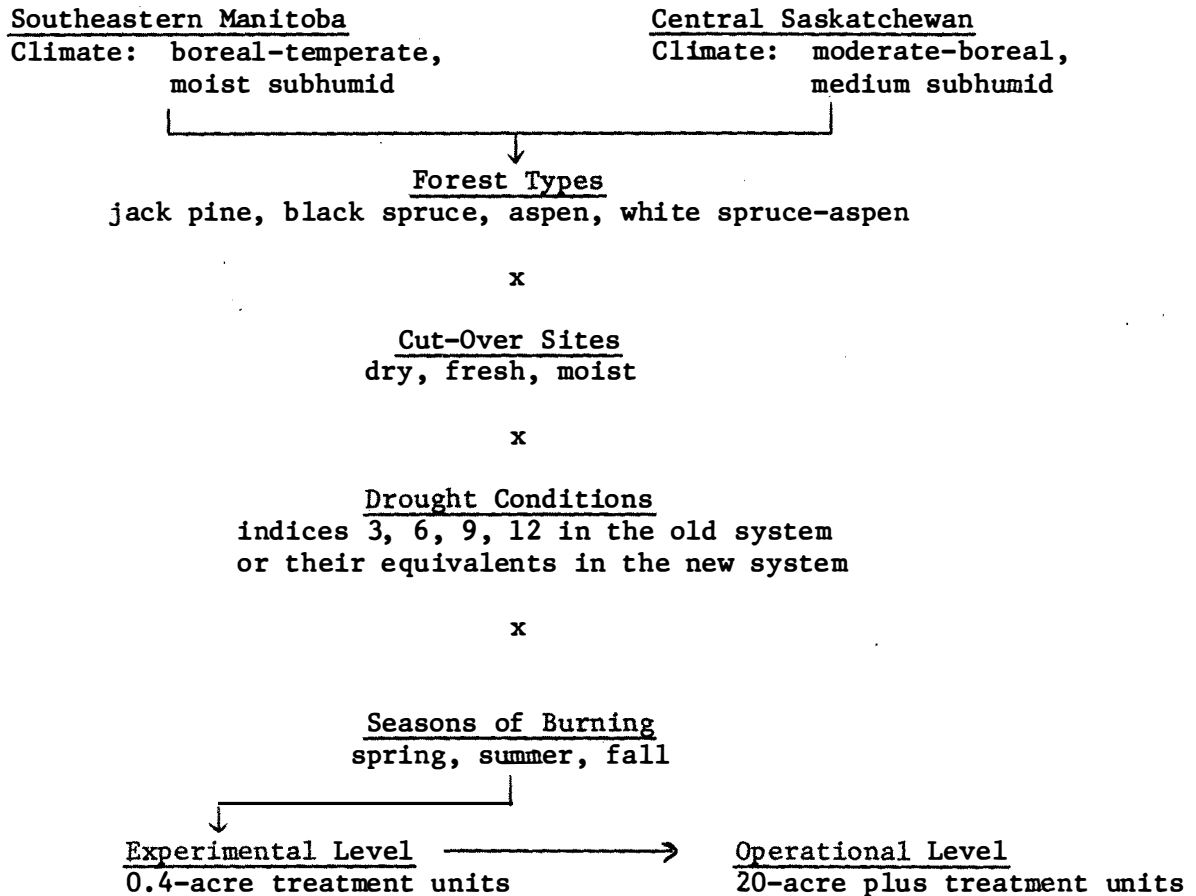 Southeastern Manitoba
Climate: boreal-temperate,
moist subhumid
Central Saskatchewan
Climate: moderate-boreal,
medium subhumid
Forest Types
jack pine, black spruce, aspen, white spruce-aspen
x
Cut-Over Sites
dry, fresh, moist
x
Drought Conditions
indices 3, 6, 9, 12 in the old system
or their equivalents in the new system
x
Seasons of Burning
spring, summer, fall
Experimental Level
0.4-acre treatment units
Operational Level
20-acre plus treatment units